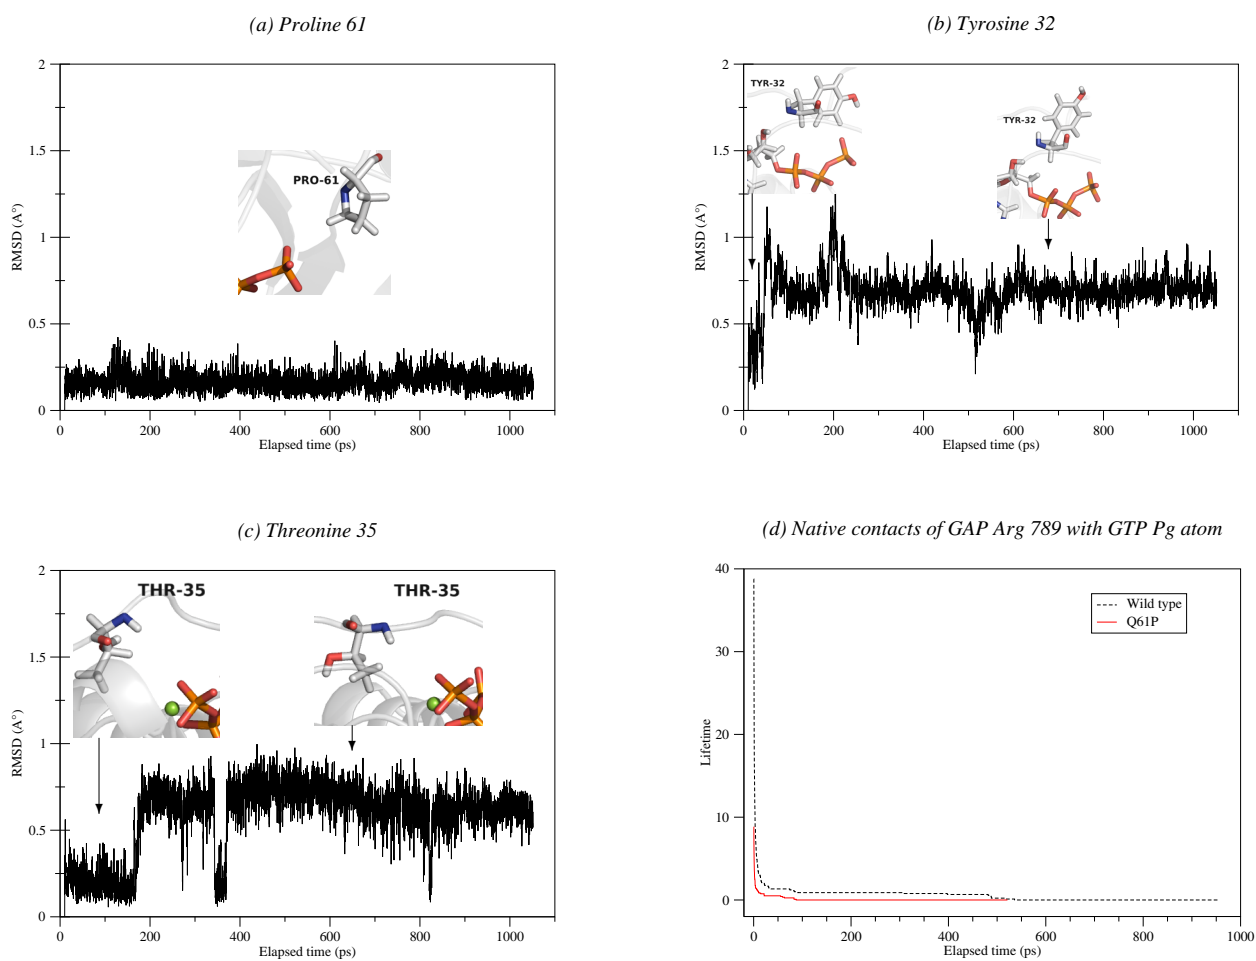 (a) Proline 61
2
1.5
1
0.5
0
RMSD (A°)
PRO-61
0 200 400 600 800 1000
Elapsed time (ps)
(b) Tyrosine 32
2
1.5
1
0.5
0
RMSD (A°)
TYR-32
TYR-32
0 200 400 600 800 1000
Elapsed time (ps)
(c) Threonine 35
2
1.5
1
0.5
0
RMSD (A°)
THR-35
THR-35
0 200 400 600 800 1000
Elapsed time (ps)
(d) Native contacts of GAP Arg 789 with GTP Pg atom
40
30
20
10
0
Lifetime
Wild type
Q61P
0 200 400 600 800 1000
Elapsed time (ps)